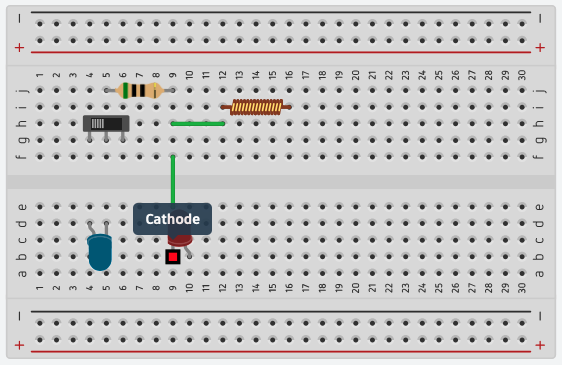 − −
+ +
1 2 3 4 5 6 7 8 9 10 11 12 13 14 15 16 17 18 19 20 21 22 23 24 25 26 27 28 29 30
j j
i i
h h
g g
f f
e e
d d
Cathode
c c
b b
a a
1 2 3 4 5 6 7 8 9 10 11 12 13 14 15 16 17 18 19 20 21 22 23 24 25 26 27 28 29 30
− −
+ +